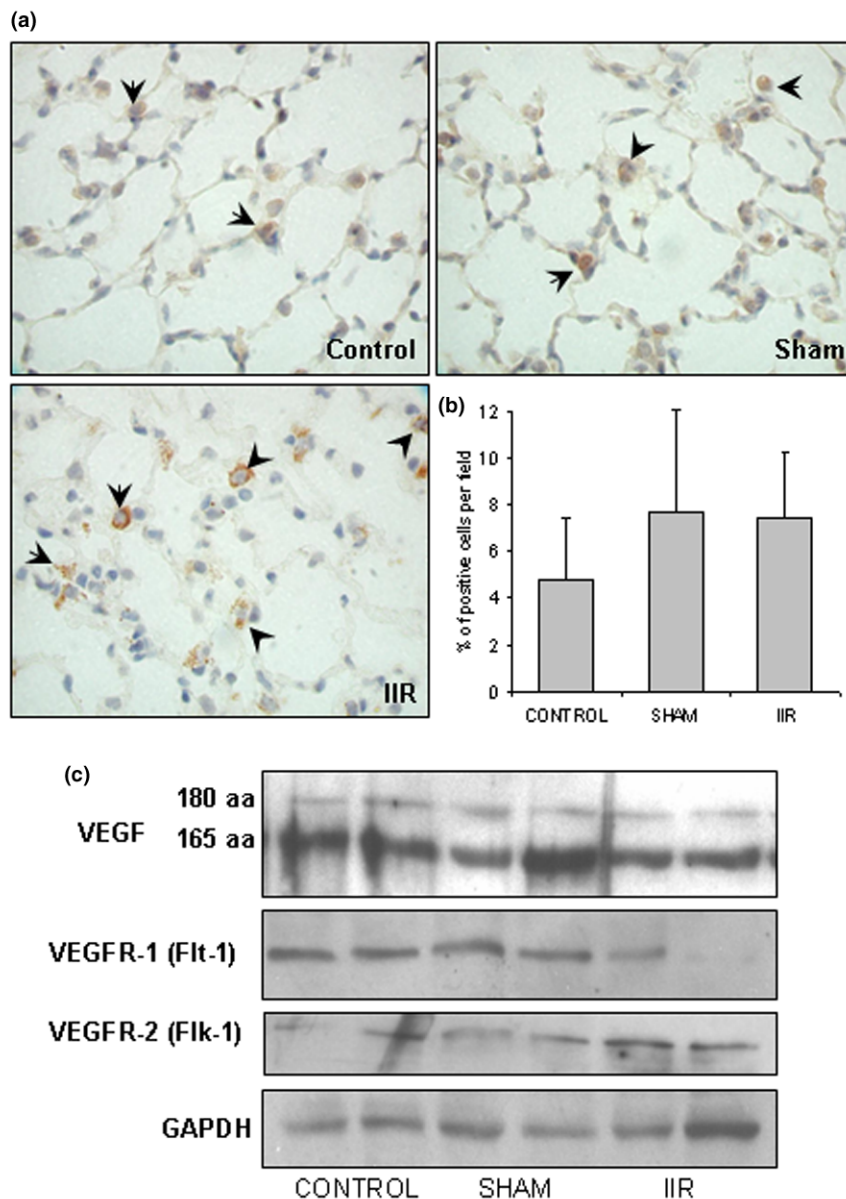 (a)
Control
Sham
IIR
(b)
% of positive cells per field
12
10
8
6
4
2
0
CONTROL SHAM IIR
(c)
VEGF
180 aa
165 aa
VEGFR-1 (Flt-1)
VEGFR-2 (Flk-1)
GAPDH
CONTROL SHAM IIR